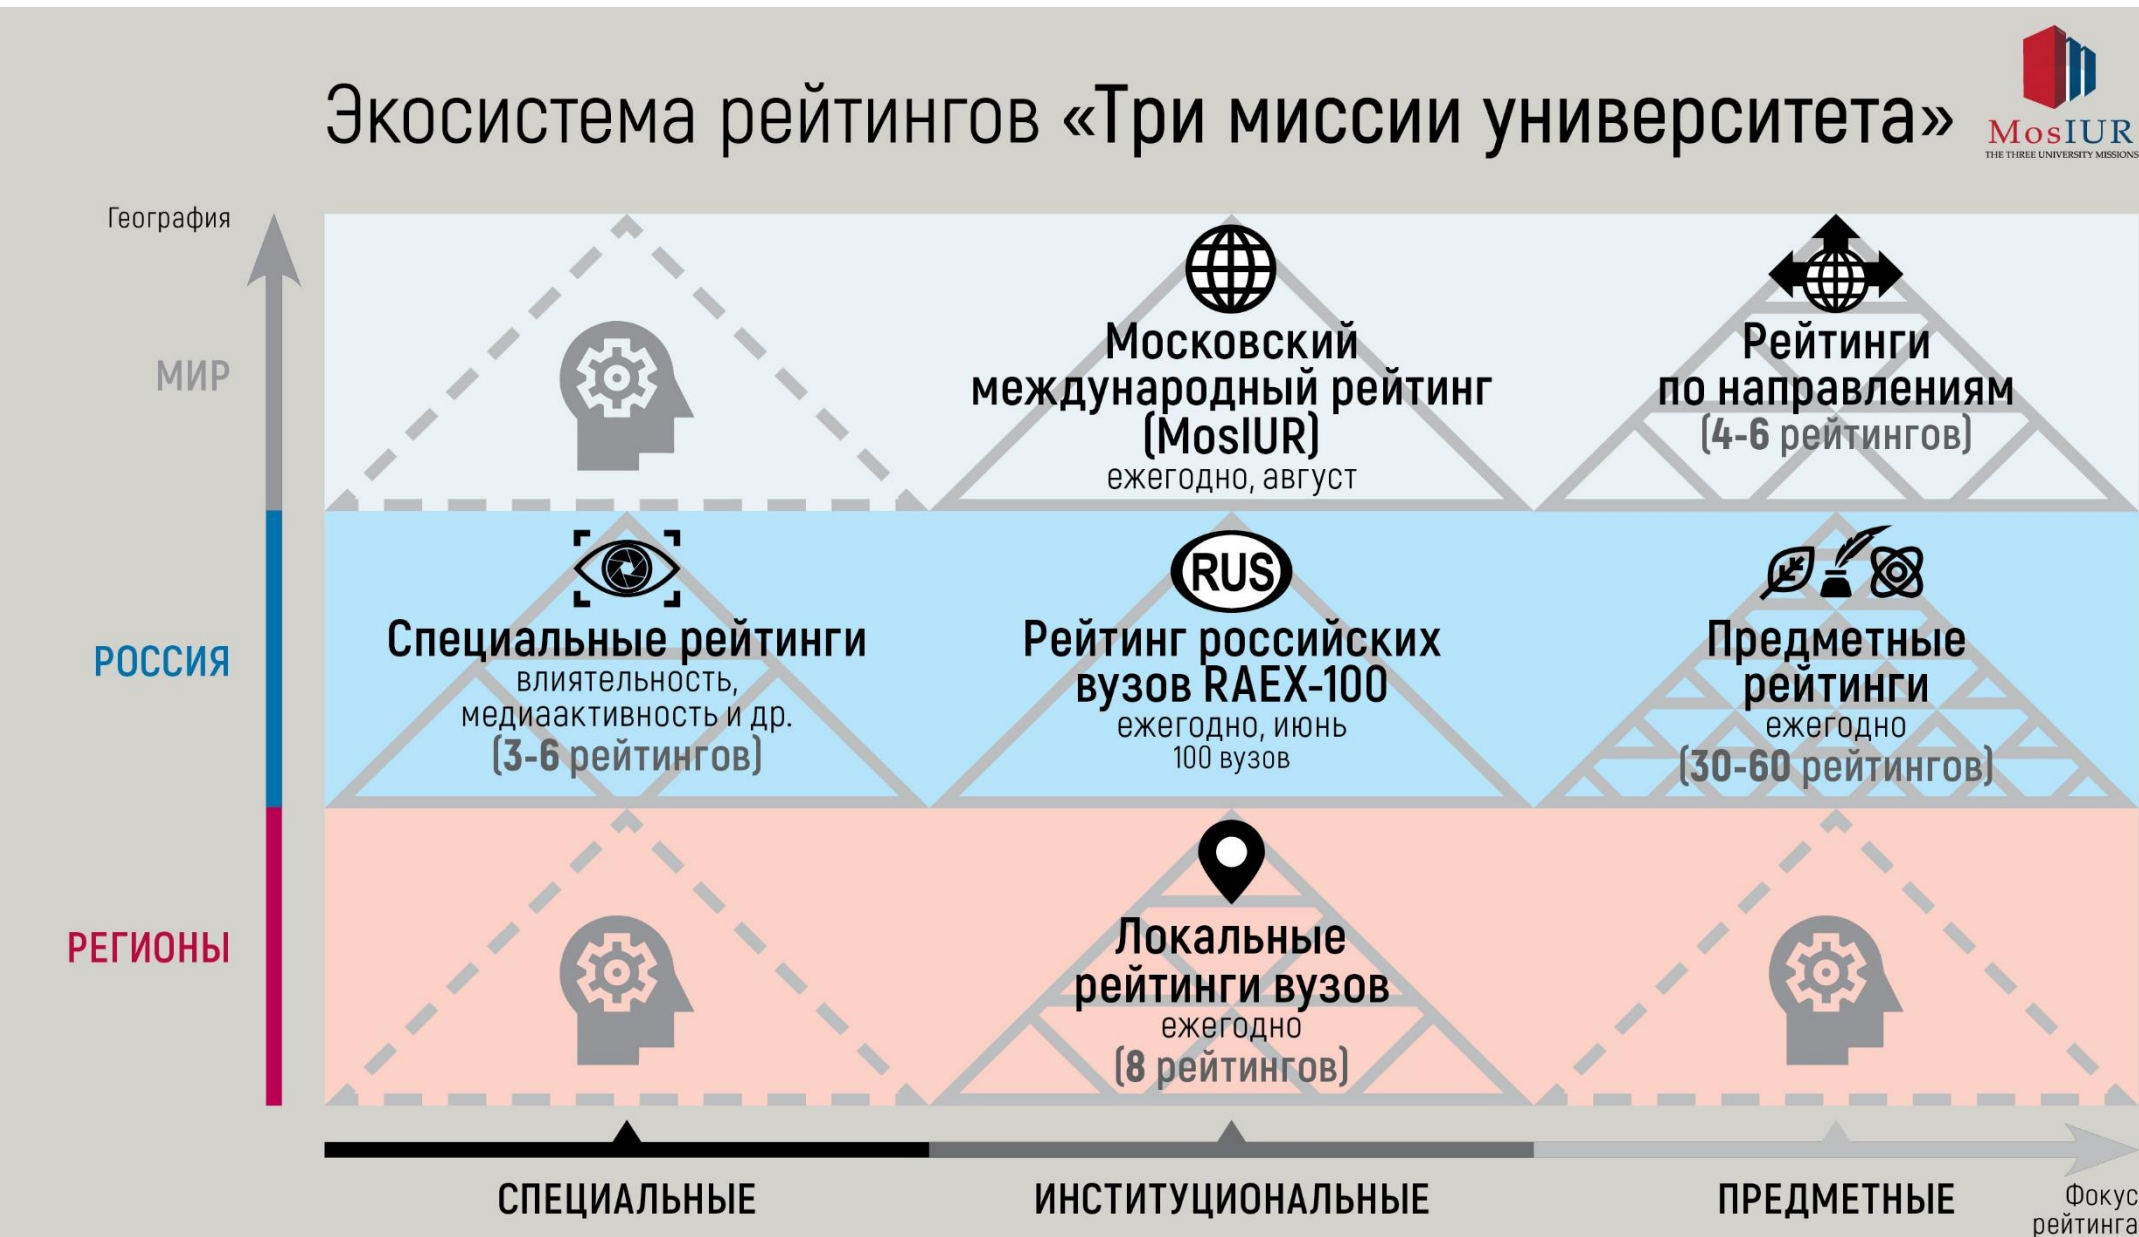 Экосистема рейтингов «Три миссии университета»
MosIUR
THE THREE UNIVERSITY MISSIONS
География
МИР
Московский
международный рейтинг
(MosIUR)
ежегодно, август
Рейтинги
по направлениям
(4-6 рейтингов)
РОССИЯ
Специальные рейтинги
влиятельность,
медиаактивность и др.
(3-6 рейтингов)
RUS
Рейтинг российских
вузов RAEX-100
ежегодно, июнь
100 вузов
Предметные
рейтинги
ежегодно
(30-60 рейтингов)
РЕГИОНЫ
Локальные
рейтинги вузов
ежегодно
(8 рейтингов)
СПЕЦИАЛЬНЫЕ
ИНСТИТУЦИОНАЛЬНЫЕ
ПРЕДМЕТНЫЕ
Фокус
рейтинга